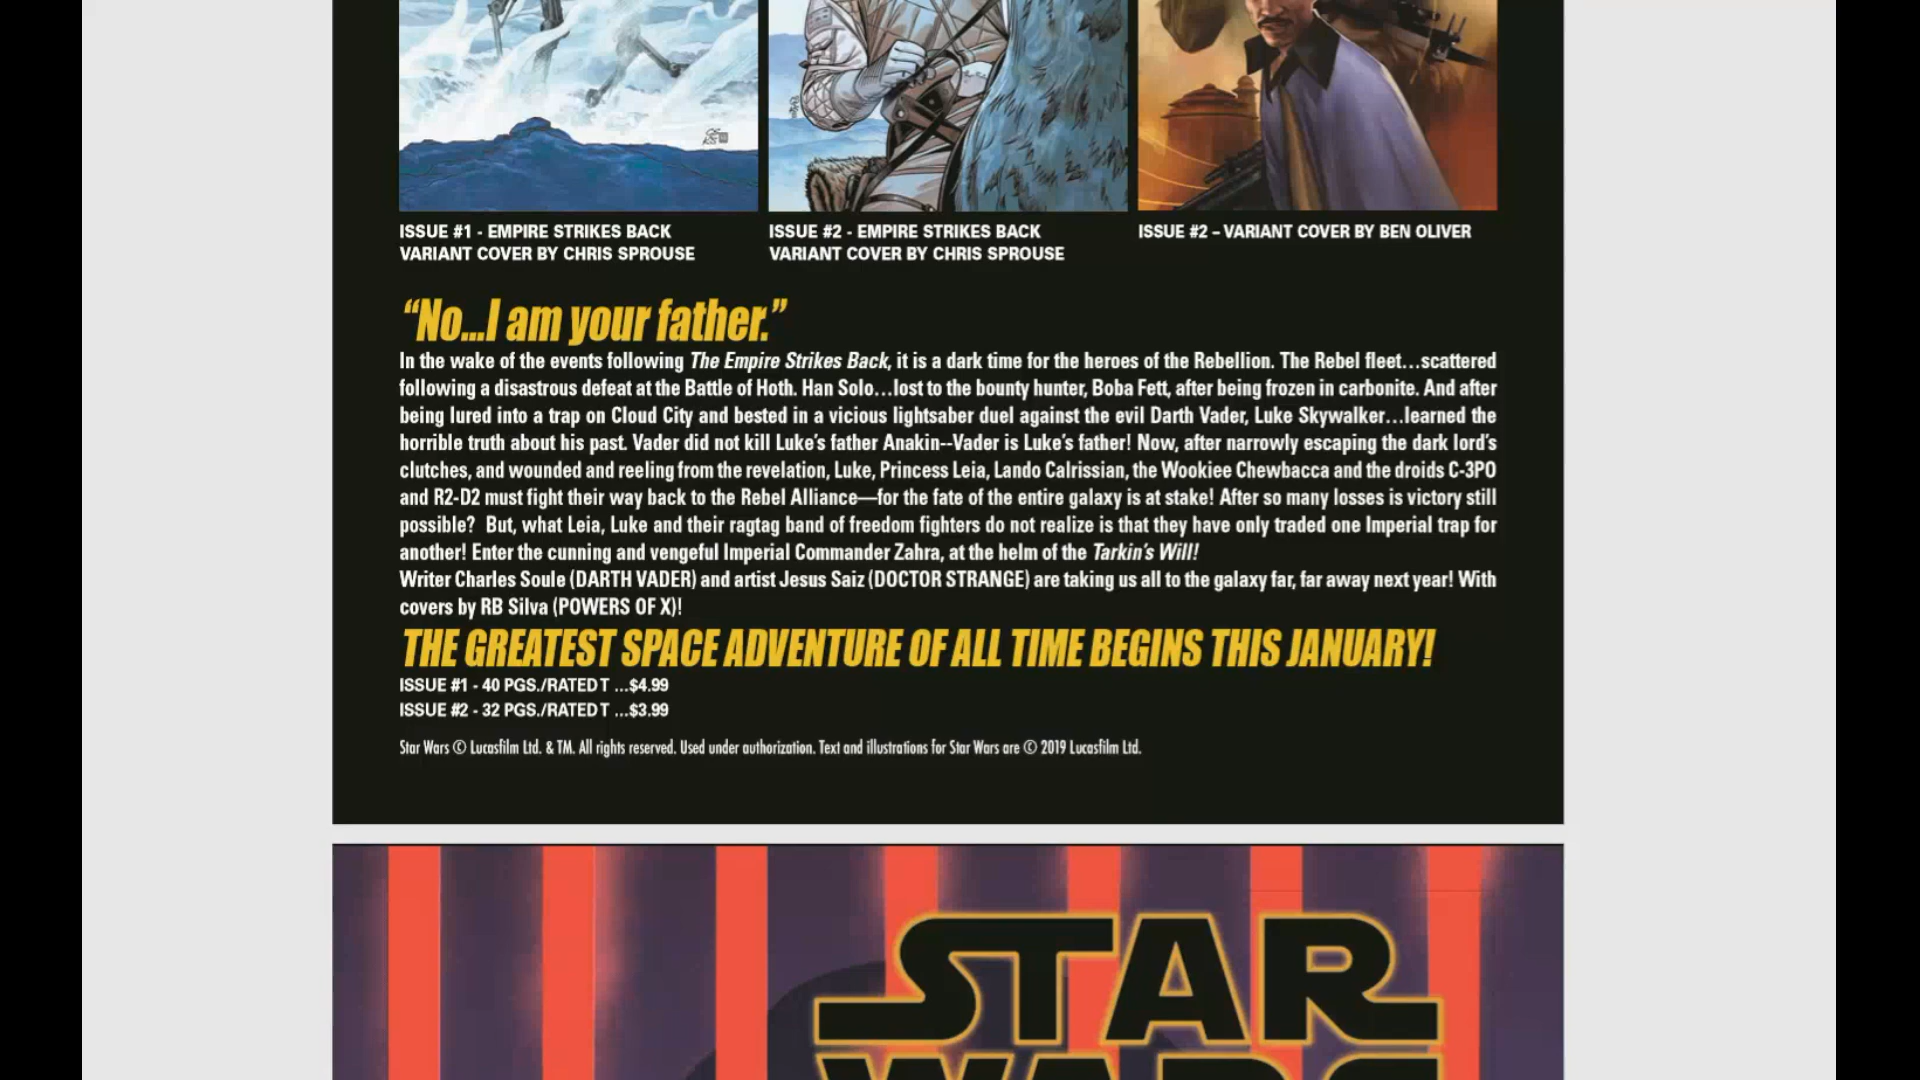 ISSUE #1 - EMPIRE STRIKES BACK
VARIANT COVER BY CHRIS SPROUSE
ISSUE #2 - EMPIRE STRIKES BACK
VARIANT COVER BY CHRIS SPROUSE
ISSUE #2 – VARIANT COVER BY BEN OLIVER
“No...I am your father.”
In the wake of the events following The Empire Strikes Back, it is a dark time for the heroes of the Rebellion. The Rebel fleet…scattered
following a disastrous defeat at the Battle of Hoth. Han Solo…lost to the bounty hunter, Boba Fett, after being frozen in carbonite. And after
being lured into a trap on Cloud City and bested in a vicious lightsaber duel against the evil Darth Vader, Luke Skywalker…learned the
horrible truth about his past. Vader did not kill Luke’s father Anakin--Vader is Luke’s father! Now, after narrowly escaping the dark lord’s
clutches, and wounded and reeling from the revelation, Luke, Princess Leia, Lando Calrissian, the Wookiee Chewbacca and the droids C-3PO
and R2-D2 must fight their way back to the Rebel Alliance—for the fate of the entire galaxy is at stake! After so many losses is victory still
possible?  But, what Leia, Luke and their ragtag band of freedom fighters do not realize is that they have only traded one Imperial trap for
another! Enter the cunning and vengeful Imperial Commander Zahra, at the helm of the Tarkin’s Will!
Writer Charles Soule (DARTH VADER) and artist Jesus Saiz (DOCTOR STRANGE) are taking us all to the galaxy far, far away next year! With
covers by RB Silva (POWERS OF X)!
THE GREATEST SPACE ADVENTURE OF ALL TIME BEGINS THIS JANUARY!
ISSUE #1 - 40 PGS./RATED T …$4.99
ISSUE #2 - 32 PGS./RATED T …$3.99
Star Wars © Lucasfilm Ltd. & TM. All rights reserved. Used under authorization. Text and illustrations for Star Wars are © 2019 Lucasfilm Ltd.
STAR
WARS